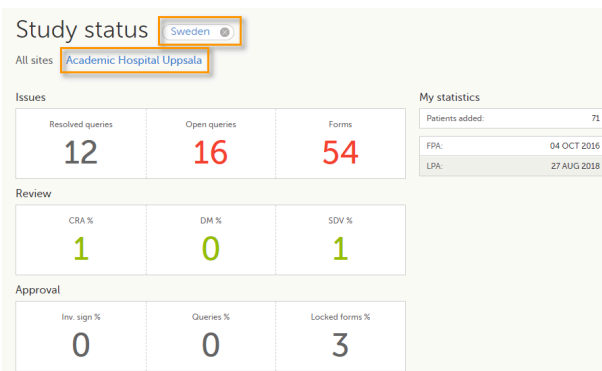 Study status Sweden
All sites Academic Hospital Uppsala
Issues
Resolved queries Open queries Forms
12 16 54
Review
CRA % DM % SDV %
1 0 1
Approval
Inv. sign % Queries % Locked forms %
0 0 3
My statistics
Patients added: 71
FPA: 04 OCT 2016
LPA: 27 AUG 2018